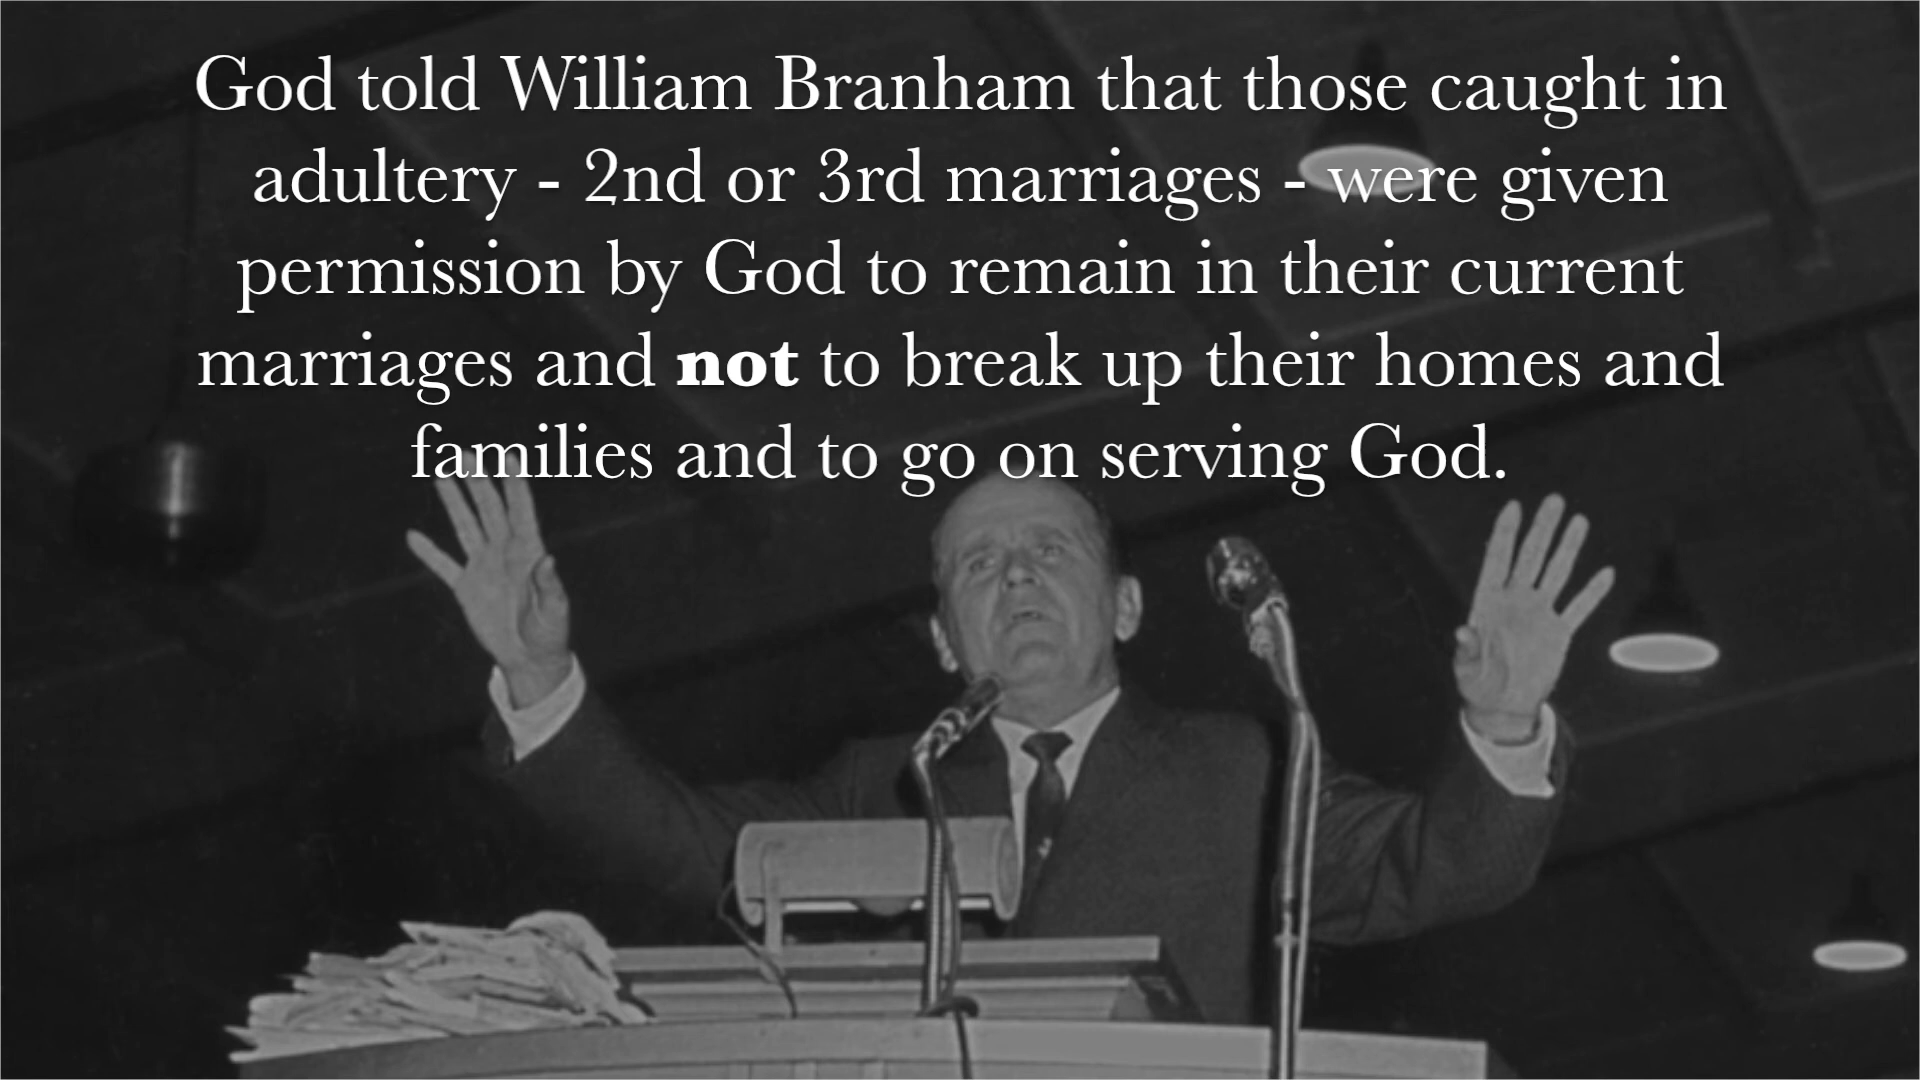 God told William Branham that those caught in
adultery - 2nd or 3rd marriages - were given
permission by God to remain in their current
marriages and not to break up their homes and
families and to go on serving God.